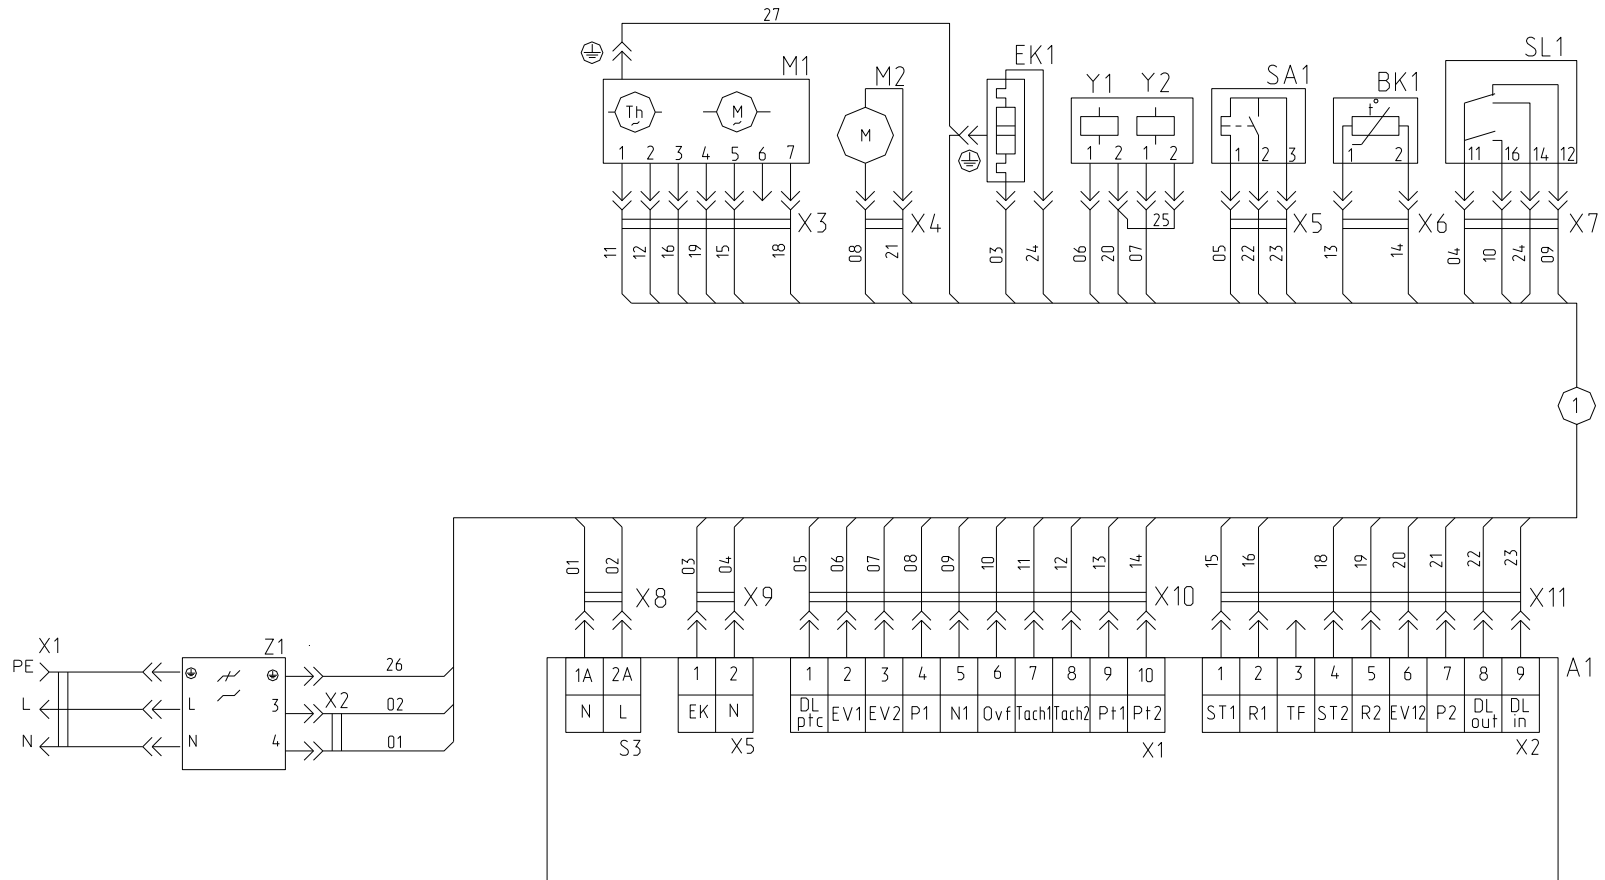 27
M1
Th
M
1 2 3 4 5 6 7
X3
11 12 16 19 15 18
M2
M
X4
08 21
EK1
03 24
Y1 Y2
1 2 1 2
25
06 20 07
SA1
1 2 3
X5
05 22 23
BK1
t°
1 2
X6
13 14
SL1
11 16 14 12
X7
04 10 24 09
1
01 02
X8
03 04
X9
05 06 07 08 09 10 11 12 13 14
X10
15 16 18 19 20 21 22 23
X11
X1
PE
L
N
Z1
L 3
N 4
26
X2
02
01
A1
1A 2A
N L
S3
1 2
EK N
X5
1 2 3 4 5 6 7 8 9 10
DL ptc EV1 EV2 P1 N1 Ovf Tach1 Tach2 Pt1 Pt2
X1
1 2 3 4 5 6 7 8 9
ST1 R1 TF ST2 R2 EV12 P2 DL out DL in
X2